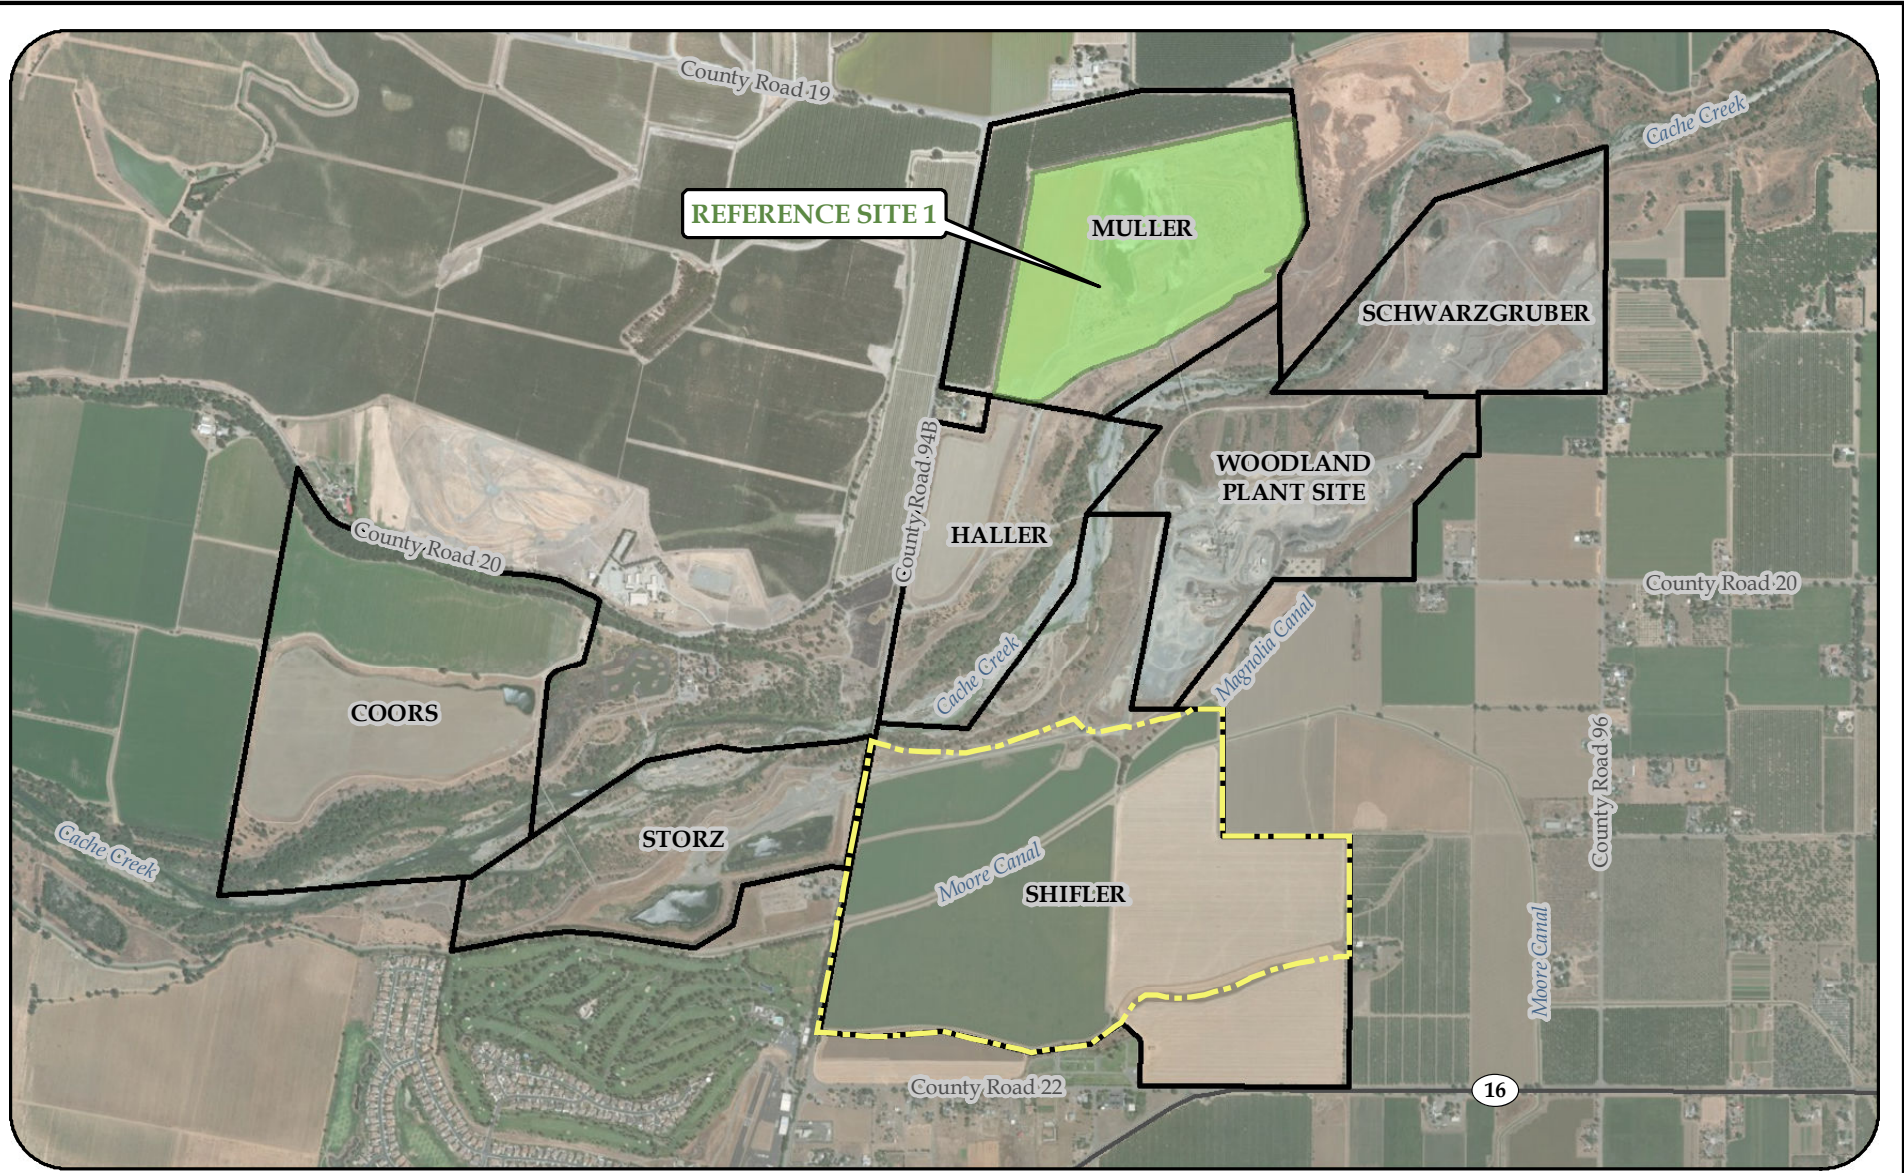 County Road 19
Cache Creek
REFERENCE SITE 1
MULLER
SCHWARZGRUBER
County Road 94B
WOODLAND
PLANT SITE
County Road 20
HALLER
County Road 20
Magnolia Canal
Cache Creek
COORS
County Road 96
STORZ
Cache Creek
Moore Canal
SHIFLER
Moore Canal
County Road 22
16